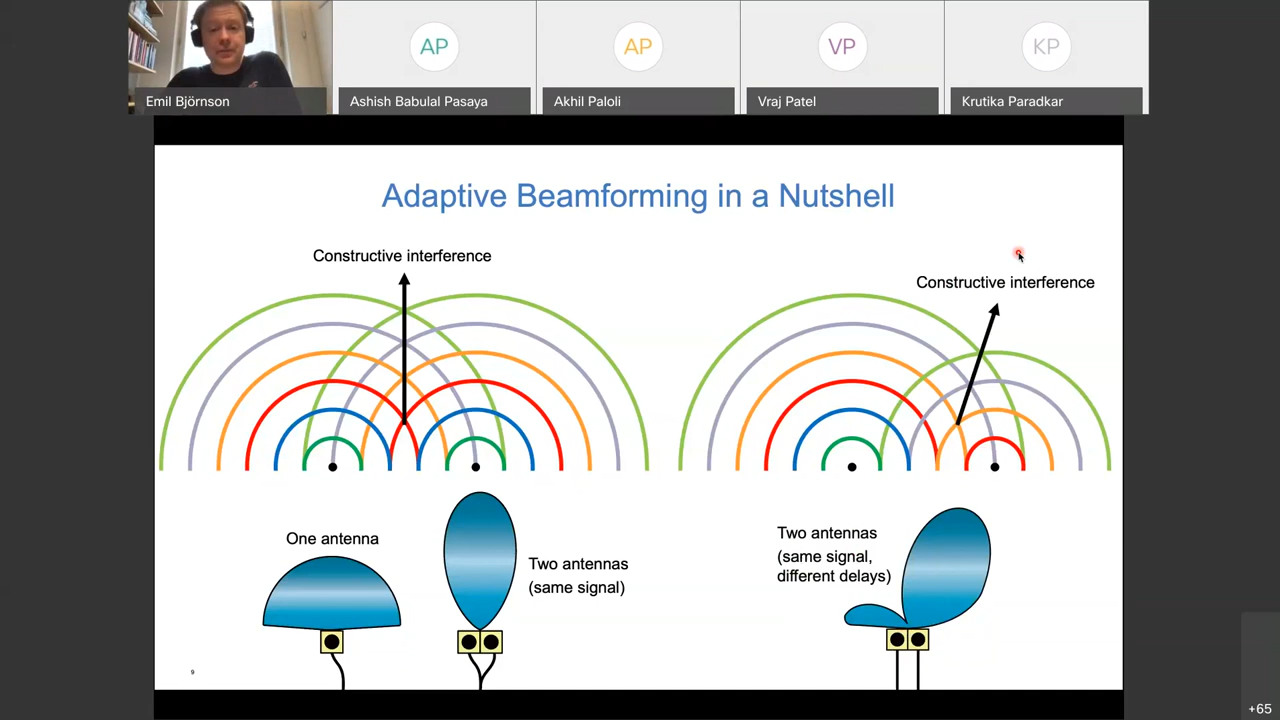 AP
AP
VP
KP
Emil Björnson
Ashish Babulal Pasaya
Akhil Paloli
Vraj Patel
Krutika Paradkar
Adaptive Beamforming in a Nutshell
Constructive interference
Constructive interference
One antenna
Two antennas
(same signal)
Two antennas
(same signal,
different delays)
9
+65